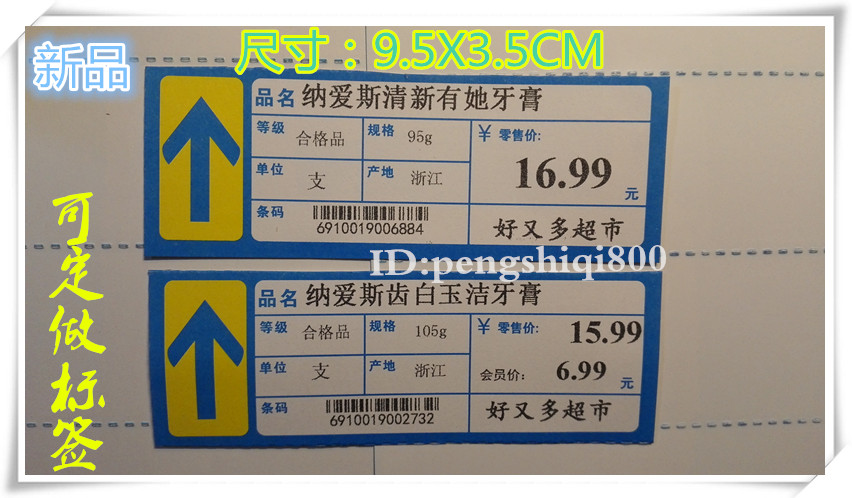 新品
尺寸：9.5X3.5CM
可定做标签
品名 纳爱斯清新有她牙膏
等级 合格品 规格 95g ¥ 零售价:
16.99 元
单位 支 产地 浙江
条码
6910019006884
好又多超市
ID:pengshiqi800
品名 纳爱斯齿白玉洁牙膏
等级 合格品 规格 105g ¥ 零售价: 15.99
单位 支 产地 浙江 会员价: 6.99 元
条码
6910019002732
好又多超市